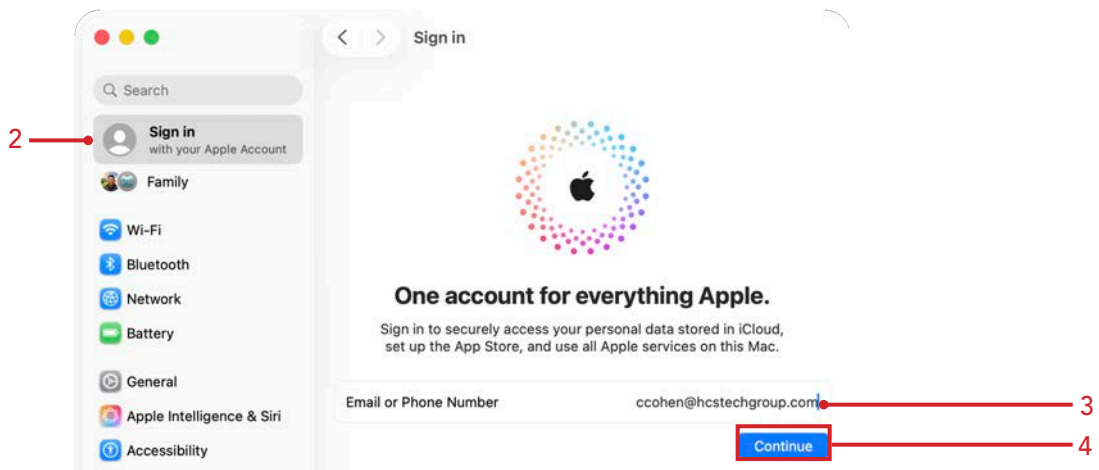 Sign in
Search
2
Sign in
with your Apple Account
Family
Wi-Fi
Bluetooth
Network
Battery
General
Apple Intelligence & Siri
Accessibility
One account for everything Apple.
Sign in to securely access your personal data stored in iCloud,
set up the App Store, and use all Apple services on this Mac.
Email or Phone Number ccohen@hcstechgroup.com
3
Continue
4